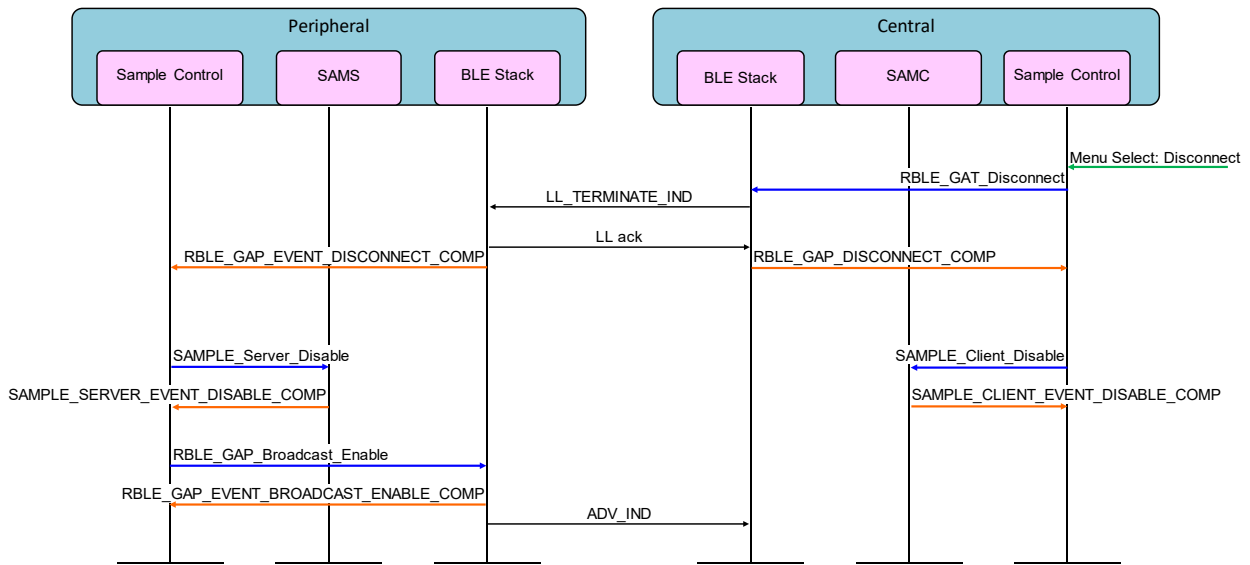 Peripheral
Central
Sample Control
SAMS
BLE Stack
BLE Stack
SAMC
Sample Control
Menu Select: Disconnect
RBLE_GAT_Disconnect
LL_TERMINATE_IND
LL ack
RBLE_GAP_EVENT_DISCONNECT_COMP
RBLE_GAP_DISCONNECT_COMP
SAMPLE_Server_Disable
SAMPLE_Client_Disable
SAMPLE_SERVER_EVENT_DISABLE_COMP
SAMPLE_CLIENT_EVENT_DISABLE_COMP
RBLE_GAP_Broadcast_Enable
RBLE_GAP_EVENT_BROADCAST_ENABLE_COMP
ADV_IND